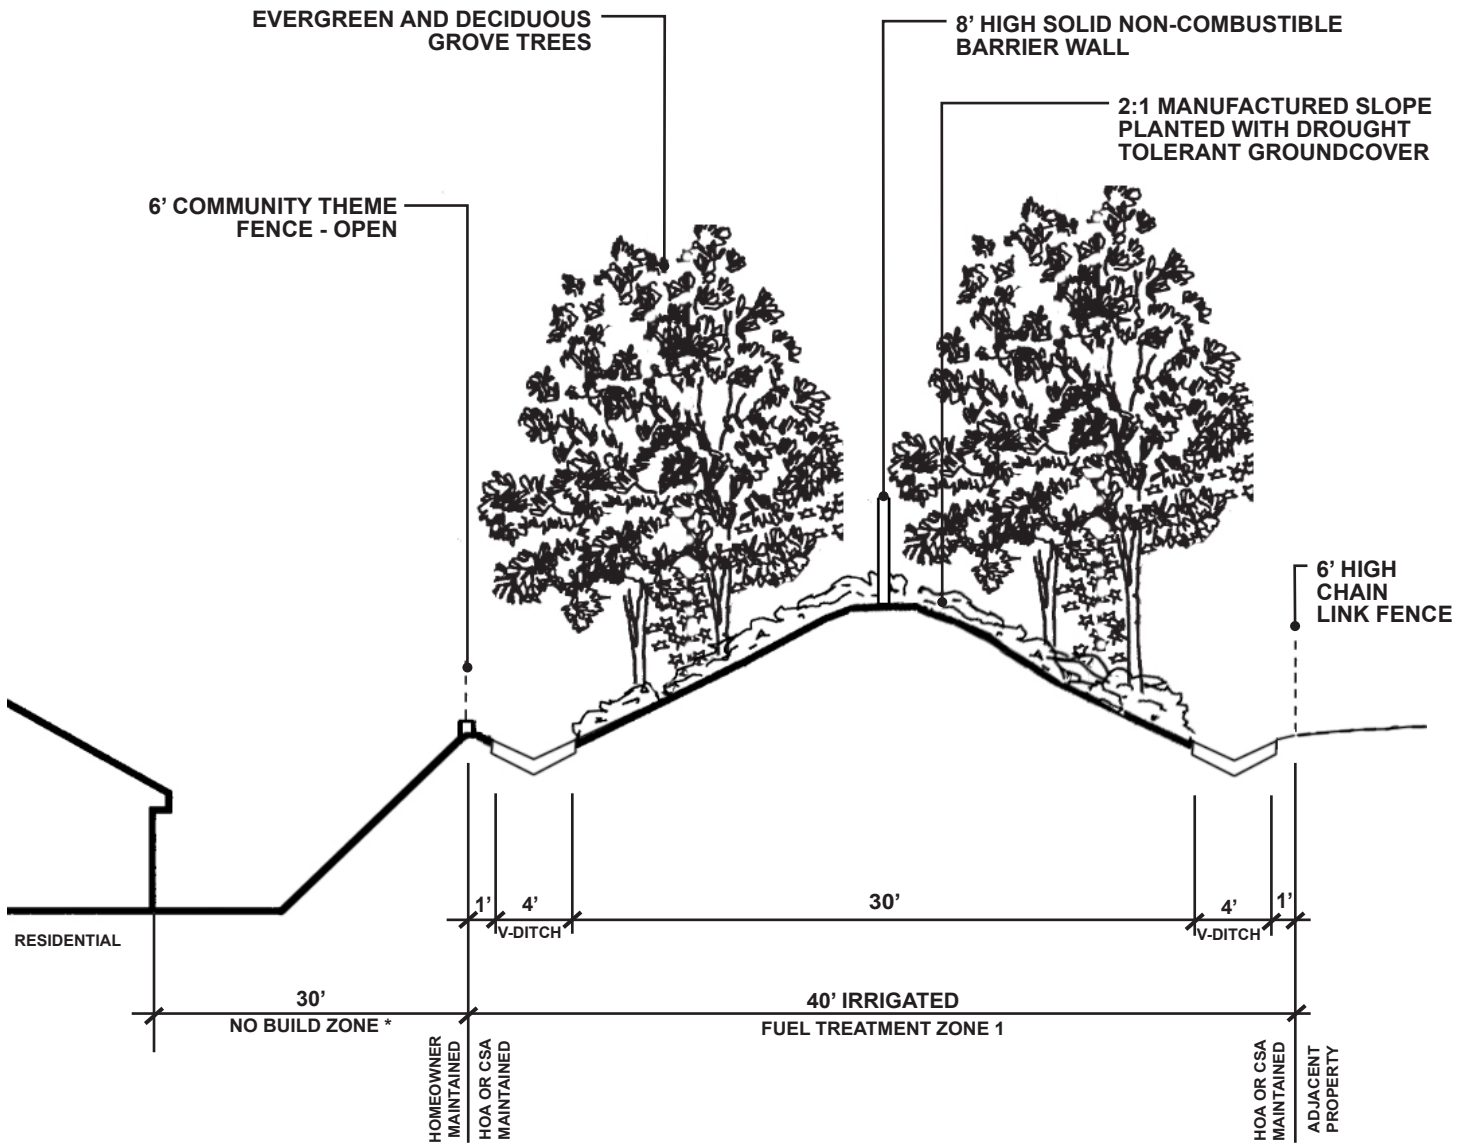 EVERGREEN AND DECIDUOUS
GROVE TREES
8’ HIGH SOLID NON-COMBUSTIBLE
BARRIER WALL
2:1 MANUFACTURED SLOPE
PLANTED WITH DROUGHT
TOLERANT GROUNDCOVER
6’ COMMUNITY THEME
FENCE - OPEN
6’ HIGH
CHAIN
LINK FENCE
1’
4’
V-DITCH
30’
4’
V-DITCH
1’
RESIDENTIAL
30’
NO BUILD ZONE *
40’ IRRIGATED
FUEL TREATMENT ZONE 1
HOMEOWNER
MAINTAINED
HOA OR CSA
MAINTAINED
HOA OR CSA
MAINTAINED
ADJACENT
PROPERTY